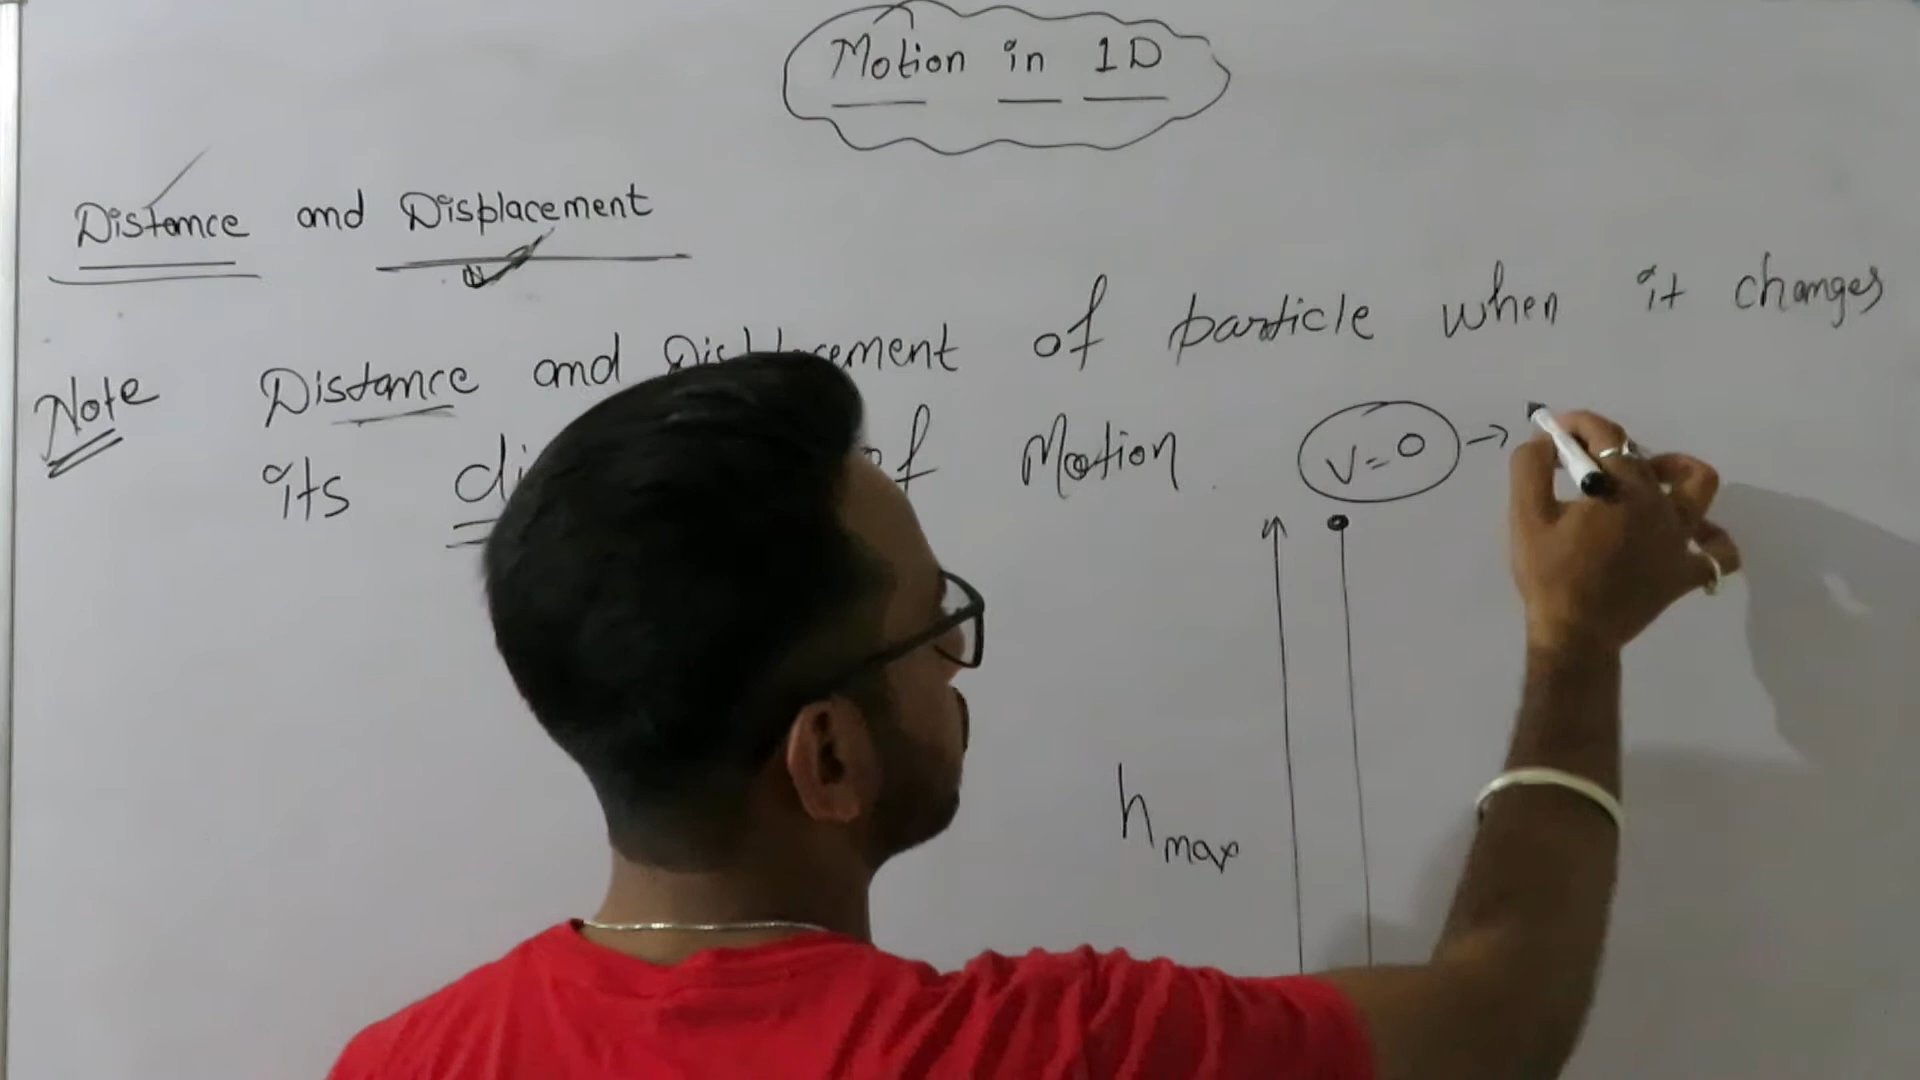 Motion in 1D
Distance and Displacement
Note Distance and Displacement of particle when it changes
its of Motion
V=0 →
h max